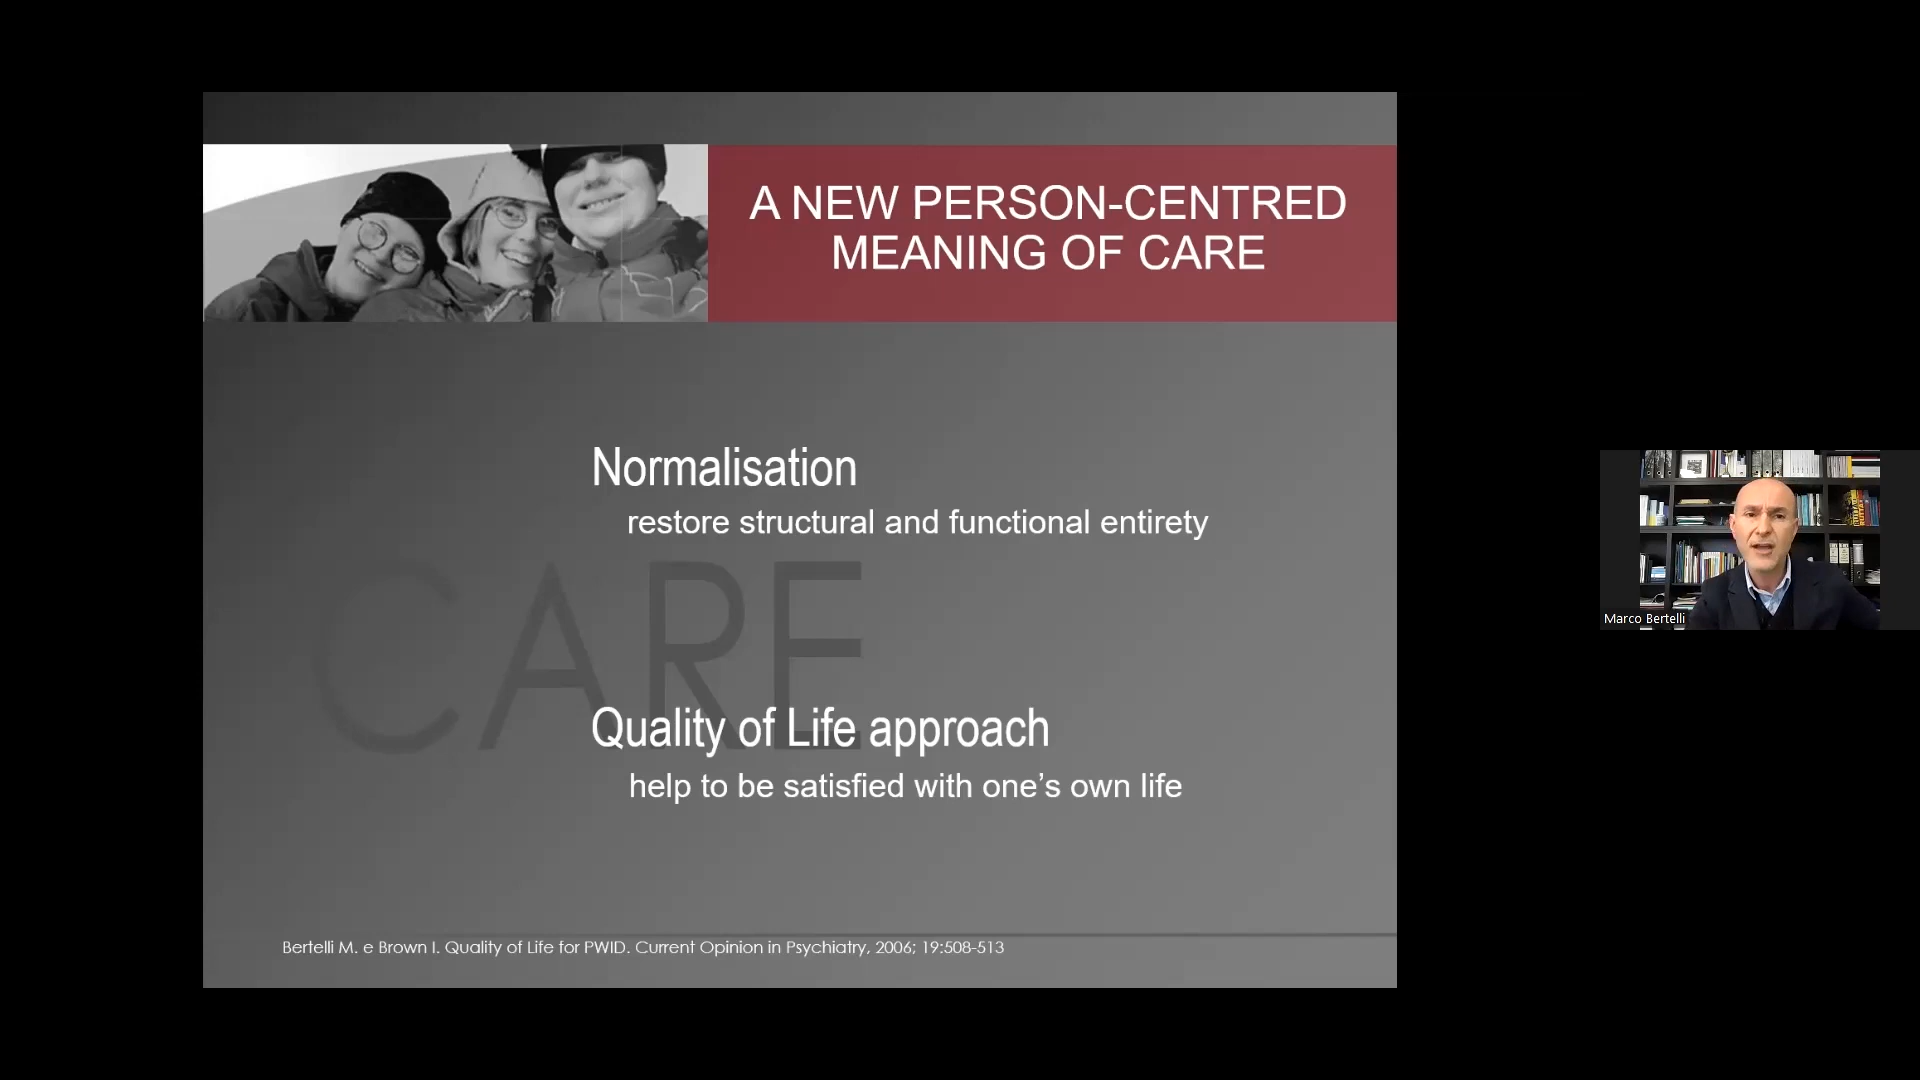 A NEW PERSON-CENTRED
MEANING OF CARE
Normalisation
restore structural and functional entirety
CARE
Quality of Life approach
help to be satisfied with one’s own life
Bertelli M. e Brown I. Quality of Life for PWID. Current Opinion in Psychiatry, 2006; 19:508-513
Marco Bertelli